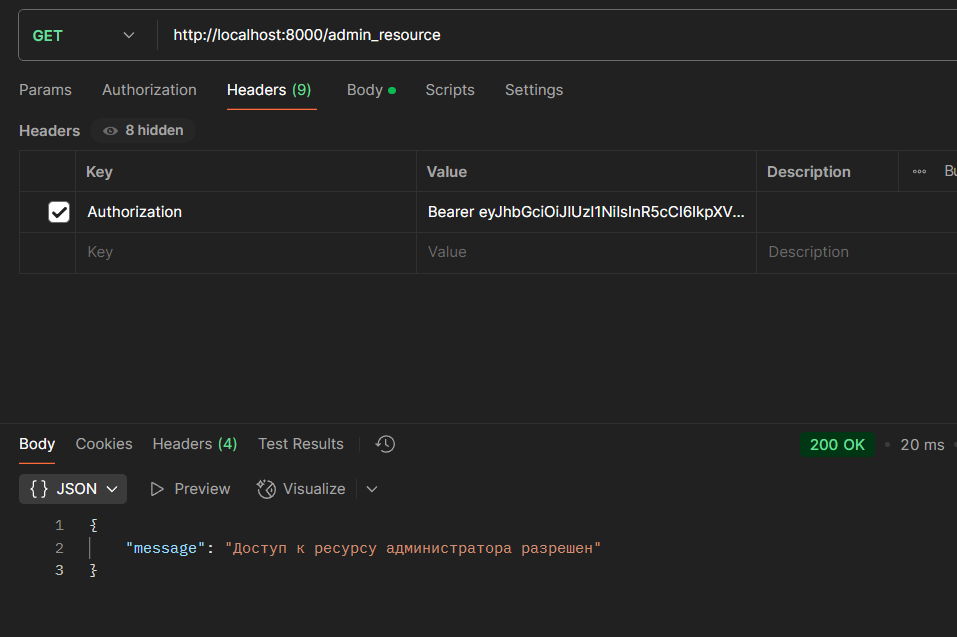 GET http://localhost:8000/admin_resource
Params Authorization Headers (9) Body Scripts Settings
Headers 8 hidden
Key Value Description Bu
Authorization Bearer eyJhbGciOiJIUzI1NiIsInR5cCI6IkpXV...
Key Value Description
Body Cookies Headers (4) Test Results 200 OK • 20 ms
{} JSON Preview Visualize
1 {
2 "message": "Доступ к ресурсу администратора разрешен"
3 }